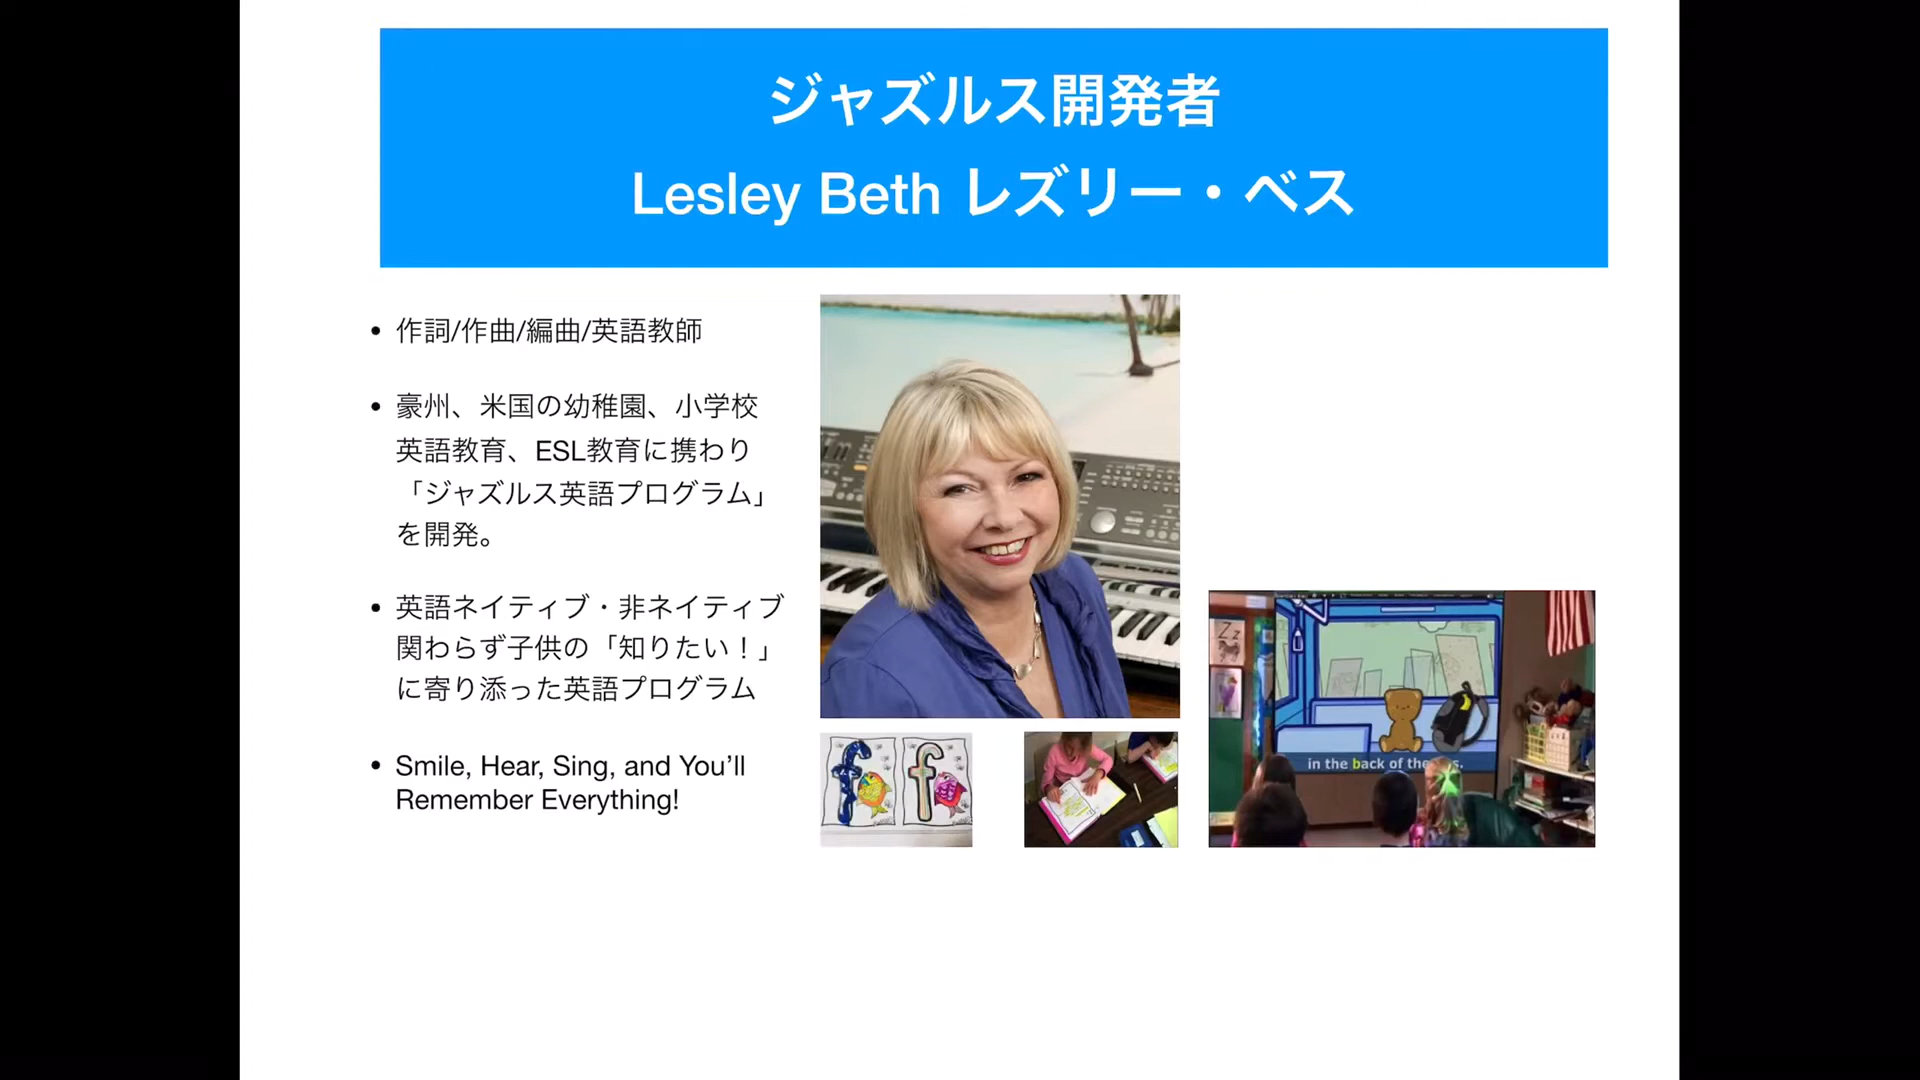 ジャズルス開発者
Lesley Beth レズリー・ベス
• 作詞/作曲/編曲/英語教師
• 豪州、米国の幼稚園、小学校
英語教育、ESL教育に携わり
「ジャズルス英語プログラム」
を開発。
• 英語ネイティブ・非ネイティブ
関わらず子供の「知りたい！」
に寄り添った英語プログラム
• Smile, Hear, Sing, and You’ll
Remember Everything!
f f
Zz
in the back of the